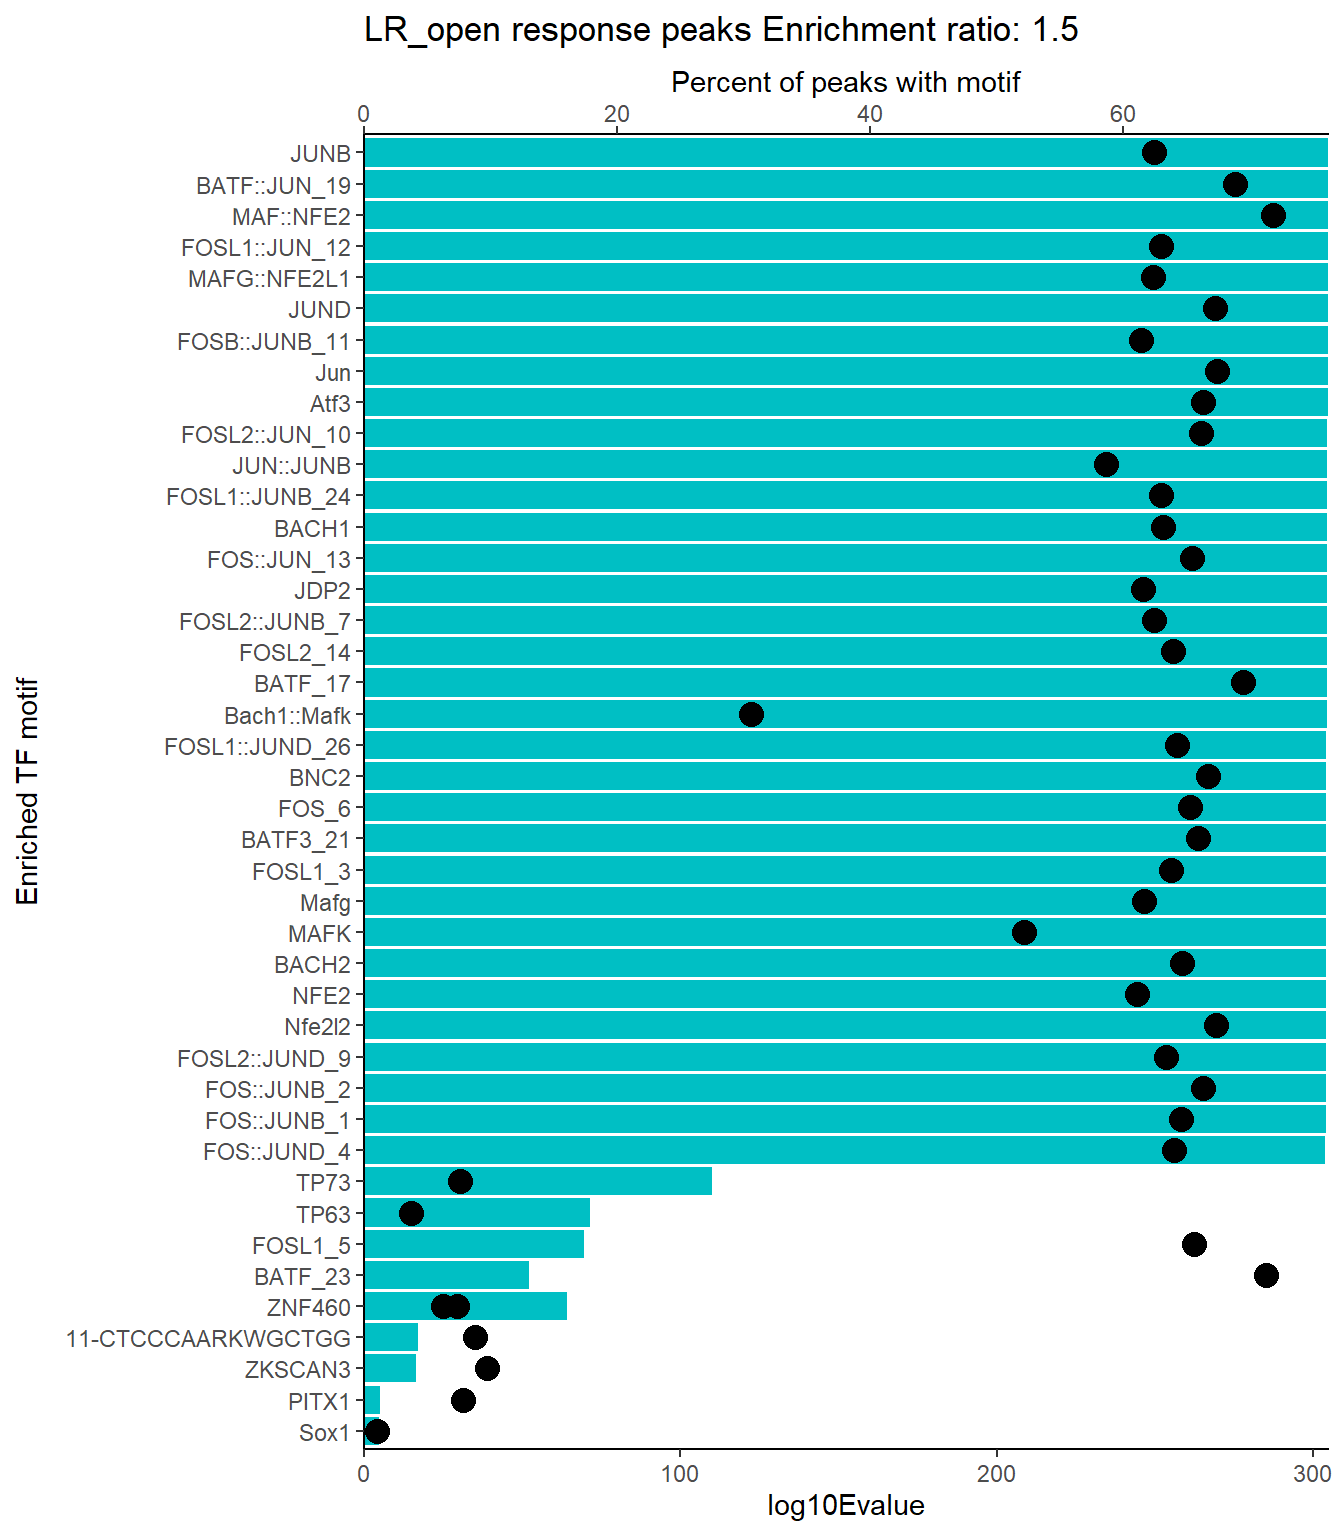 LR_open response peaks Enrichment ratio: 1.5
Percent of peaks with motif
0 20 40 60
Enriched TF motif
JUNB
BATF::JUN_19
MAF::NFE2
FOSL1::JUN_12
MAFG::NFE2L1
JUND
FOSB::JUNB_11
Jun
Atf3
FOSL2::JUN_10
JUN::JUNB
FOSL1::JUNB_24
BACH1
FOS::JUN_13
JDP2
FOSL2::JUNB_7
FOSL2_14
BATF_17
Bach1::Mafk
FOSL1::JUND_26
BNC2
FOS_6
BATF3_21
FOSL1_3
Mafg
MAFK
BACH2
NFE2
Nfe2l2
FOSL2::JUND_9
FOS::JUNB_2
FOS::JUNB_1
FOS::JUND_4
TP73
TP63
FOSL1_5
BATF_23
ZNF460
11-CTCCCAARKWGCTGG
ZKSCAN3
PITX1
Sox1
0 100 200 300
log10Evalue